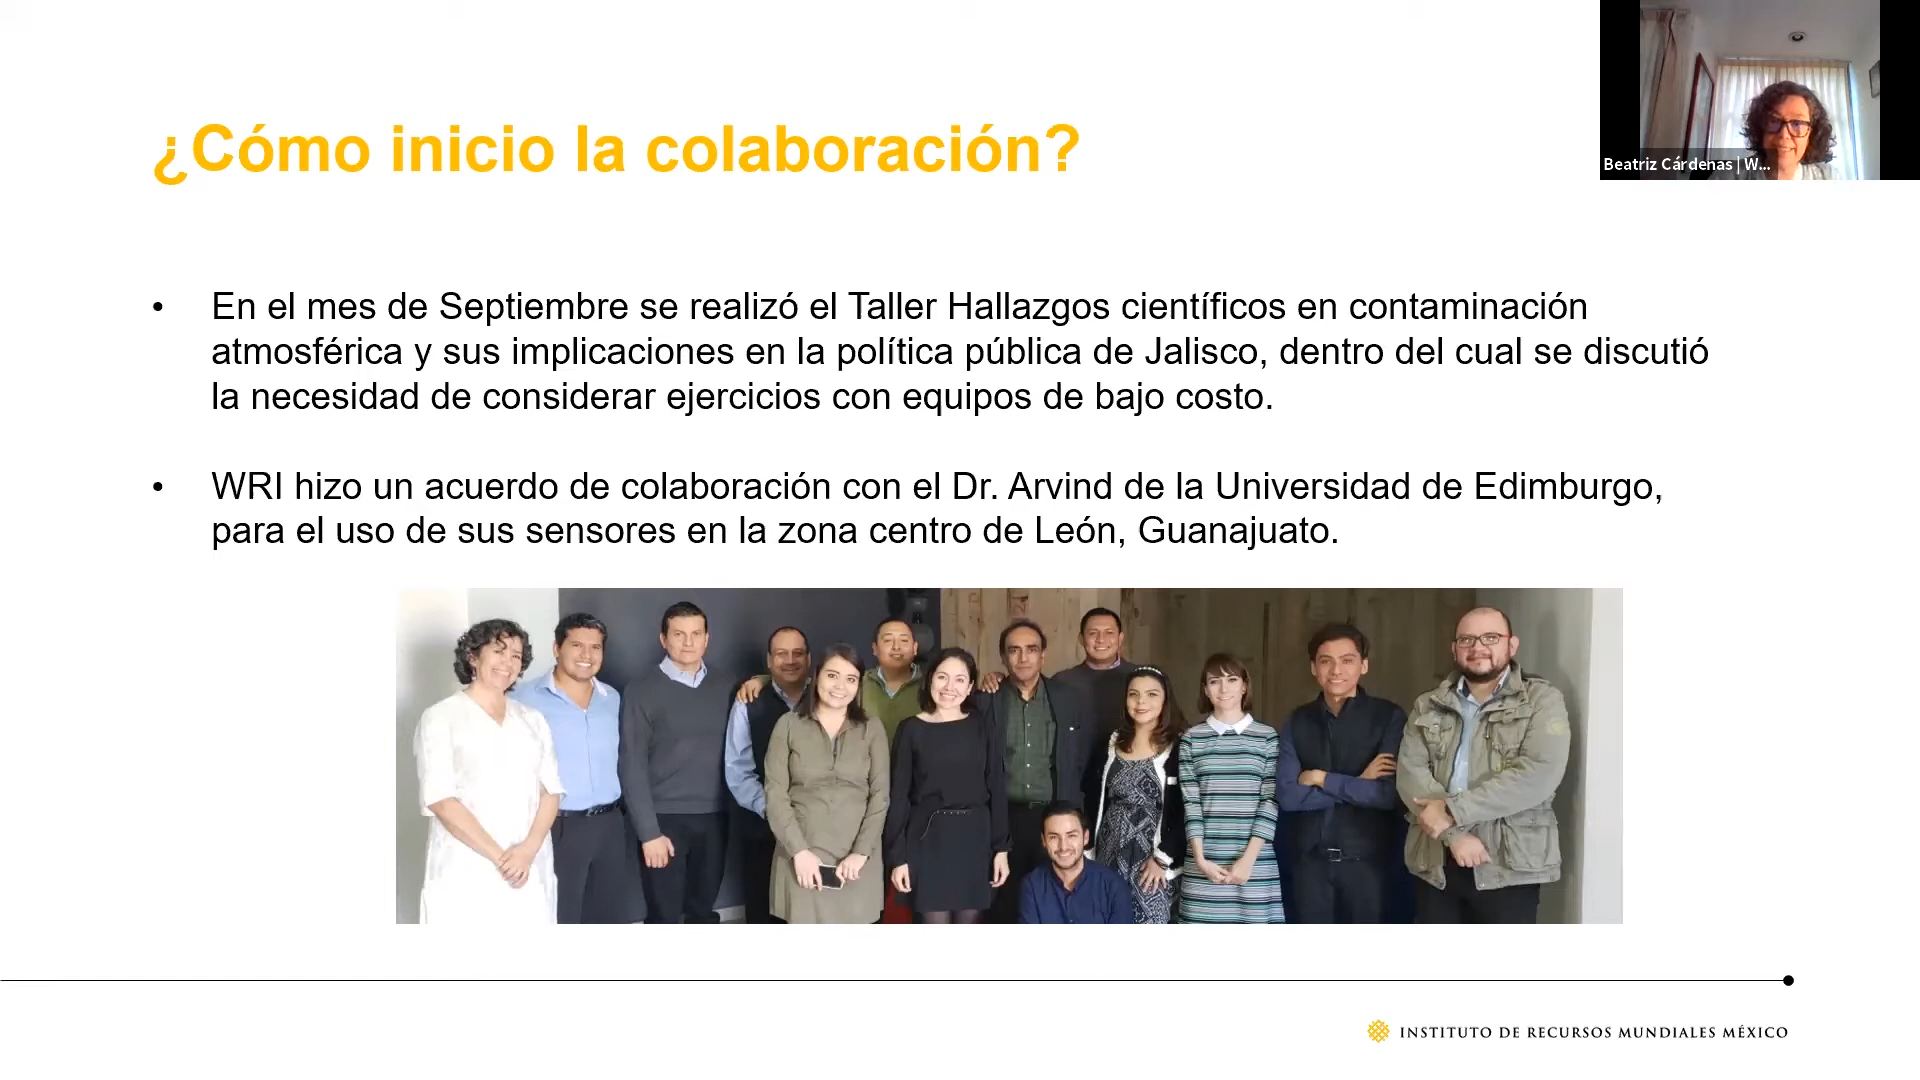 ¿Cómo inicio la colaboración?
Beatriz Cárdenas | W...
• En el mes de Septiembre se realizó el Taller Hallazgos científicos en contaminación
atmosférica y sus implicaciones en la política pública de Jalisco, dentro del cual se discutió
la necesidad de considerar ejercicios con equipos de bajo costo.
• WRI hizo un acuerdo de colaboración con el Dr. Arvind de la Universidad de Edimburgo,
para el uso de sus sensores en la zona centro de León, Guanajuato.
INSTITUTO DE RECURSOS MUNDIALES MÉXICO